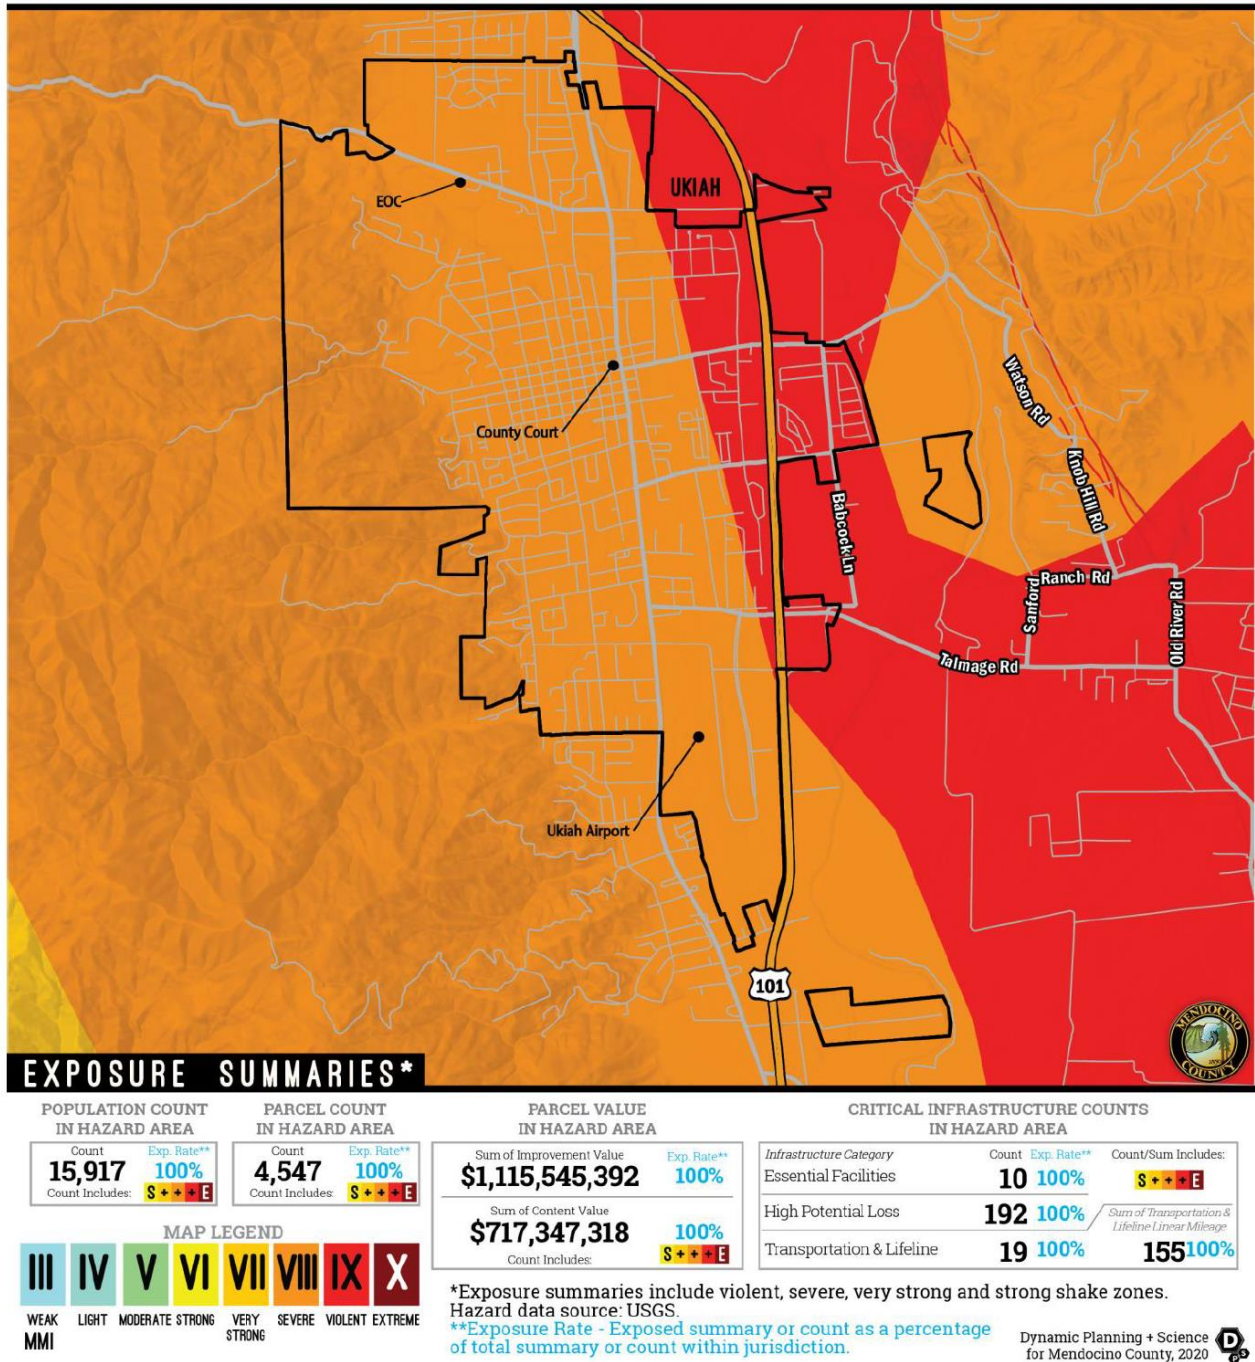 UKIAH
EOC
County Court
Watson Rd
Knob Hill Rd
Babcock Ln
Sanford
Ranch Rd
Old River Rd
Talmage Rd
Ukiah Airport
101
MENDOCINO
COUNTY
EXPOSURE SUMMARIES*
POPULATION COUNT
IN HAZARD AREA
Count Exp. Rate**
15,917 100%
Count Includes: S + + + E
PARCEL COUNT
IN HAZARD AREA
Count Exp. Rate**
4,547 100%
Count Includes: S + + + E
PARCEL VALUE
IN HAZARD AREA
Sum of Improvement Value Exp. Rate**
$1,115,545,392 100%
Sum of Content Value
$717,347,318 100%
Count Includes: S + + + E
CRITICAL INFRASTRUCTURE COUNTS
IN HAZARD AREA
Infrastructure Category Count Exp. Rate** Count/Sum Includes:
Essential Facilities 10 100% S + + + E
High Potential Loss 192 100% Sum of Transportation &
Lifeline Linear Mileage
Transportation & Lifeline 19 100% 155 100%
MAP LEGEND
III IV V VI VII VIII IX X
WEAK LIGHT MODERATE STRONG VERY STRONG SEVERE VIOLENT EXTREME
MMI
*Exposure summaries include violent, severe, very strong and strong shake zones.
Hazard data source: USGS.
**Exposure Rate - Exposed summary or count as a percentage
of total summary or count within jurisdiction.
Dynamic Planning + Science
for Mendocino County, 2020
D
P S